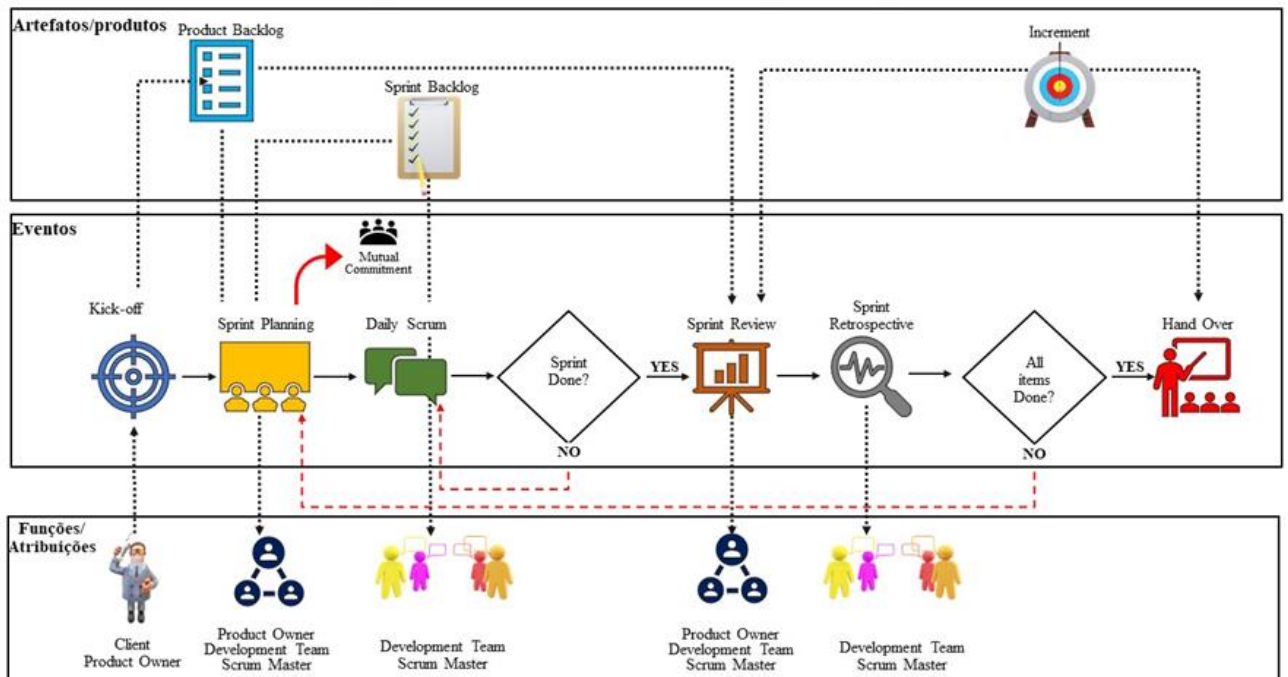 Artefatos/produtos
Product Backlog
Sprint Backlog
Increment
Eventos
Mutual
Commitment
Kick-off
Sprint Planning
Daily Scrum
Sprint
Done?
YES
NO
Sprint Review
Sprint
Retrospective
All
items
Done?
YES
NO
Hand Over
Funções/
Atribuições
Client
Product Owner
Product Owner
Development Team
Scrum Master
Development Team
Scrum Master
Product Owner
Development Team
Scrum Master
Development Team
Scrum Master